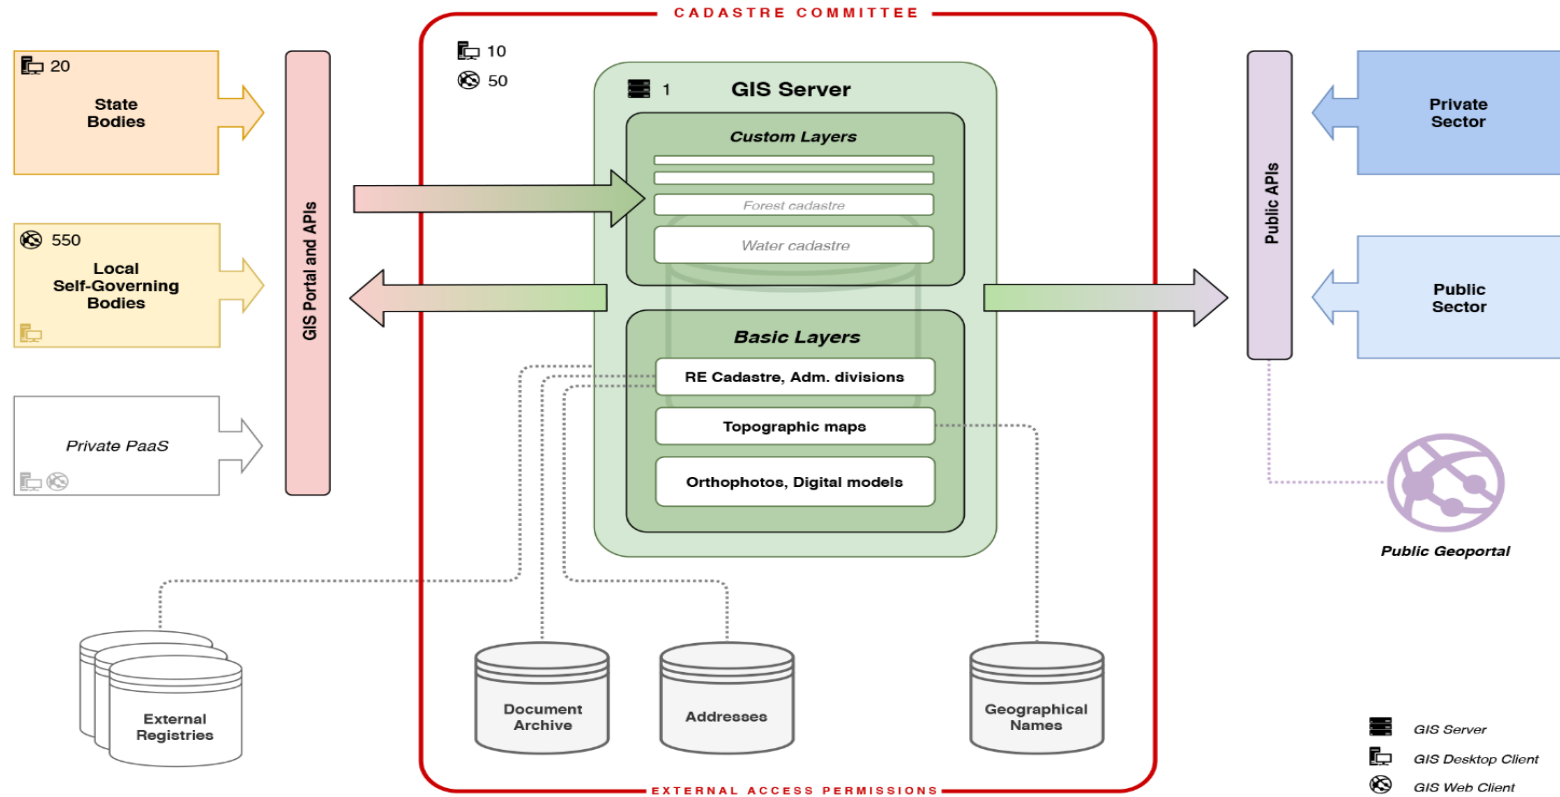 CADASTRE COMMITTEE
20
State
Bodies
550
Local
Self-Governing
Bodies
Private PaaS
GIS Portal and APIs
10
50
1
GIS Server
Custom Layers
Forest cadastre
Water cadastre
Basic Layers
RE Cadastre, Adm. divisions
Topographic maps
Orthophotos, Digital models
Public APIs
Private
Sector
Public
Sector
Public Geoportal
External
Registries
Document
Archive
Addresses
Geographical
Names
GIS Server
GIS Desktop Client
GIS Web Client
EXTERNAL ACCESS PERMISSIONS